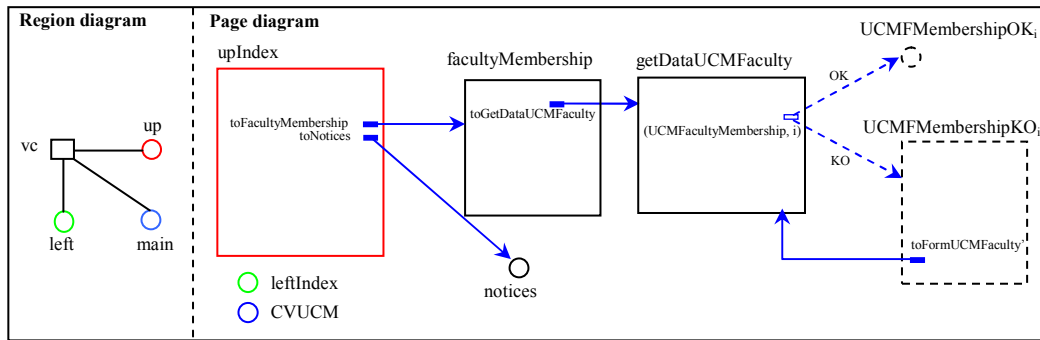 Region diagram
Page diagram
upIndex
facultyMembership
getDataUCMFaculty
UCMFMembershipOKi
OK
toFacultyMembership
toNotices
toGetDataUCMFaculty
(UCMFacultyMembership, i)
UCMFMembershipKOi
KO
up
vc
left
main
toFormUCMFaculty'
leftIndex
notices
CVUCM